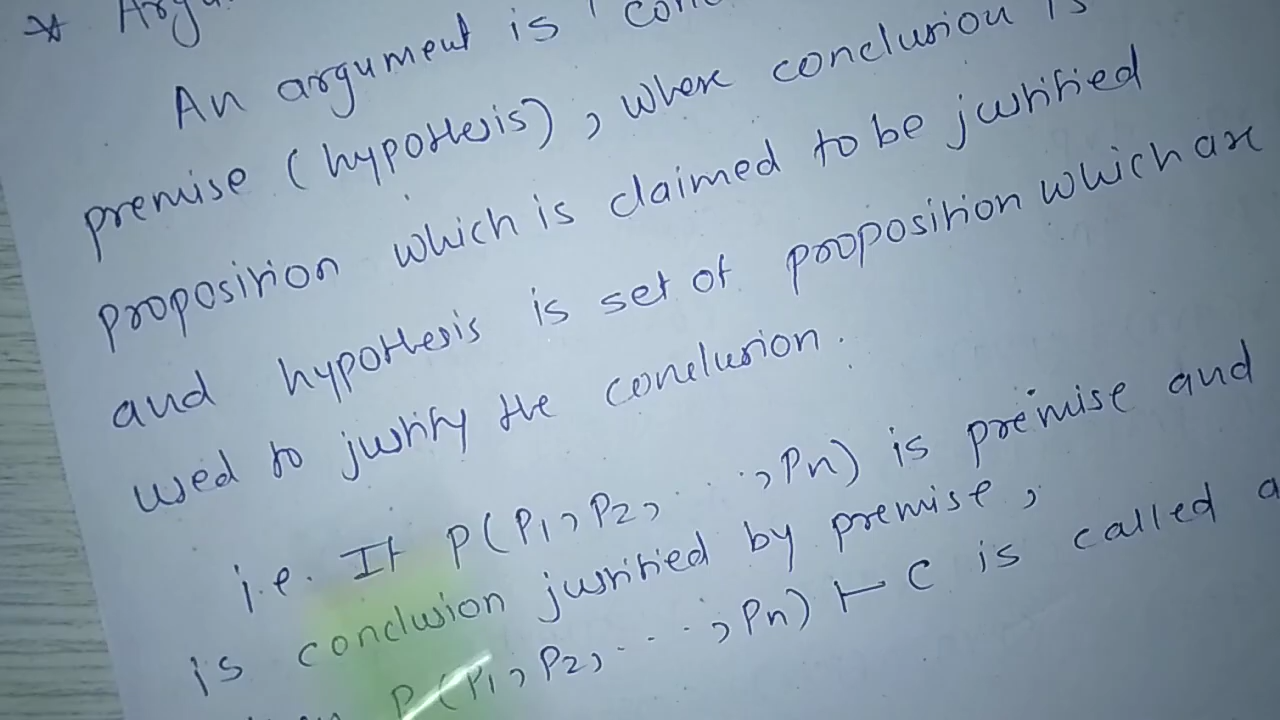 * Argu
An argument is con
premise (hypothesis), where conclusion is
proposition which is claimed to be justified
and hypothesis is set of proposition which are
used to justify the conclusion.
i.e. If P(P1, P2, . . . , Pn) is premise and
is conclusion justified by premise,
P(P1, P2, . . . , Pn) ⊢ C is called a